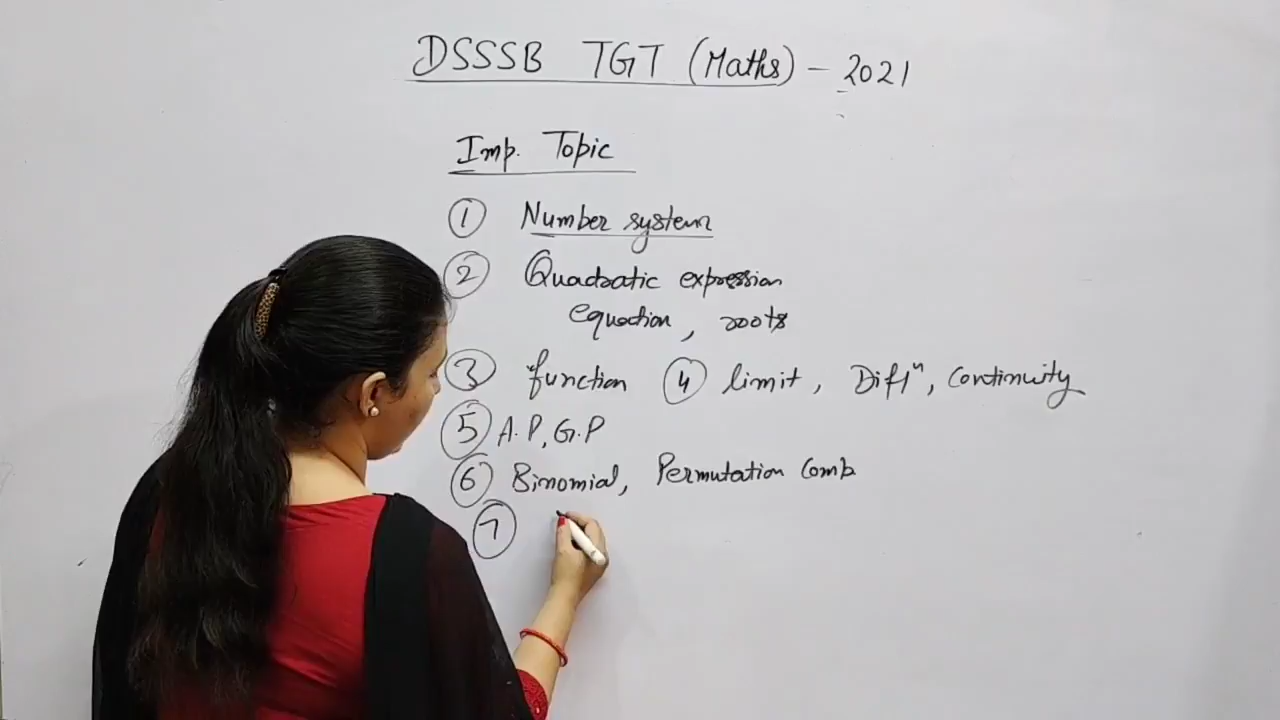 DSSSB TGT (Maths) - 2021
Imp. Topic
① Number system
② Quadratic expression
equation, roots
③ function ④ limit, Diffⁿ, Continuity
⑤ A.P, G.P
⑥ Binomial, Permutation Comb
⑦